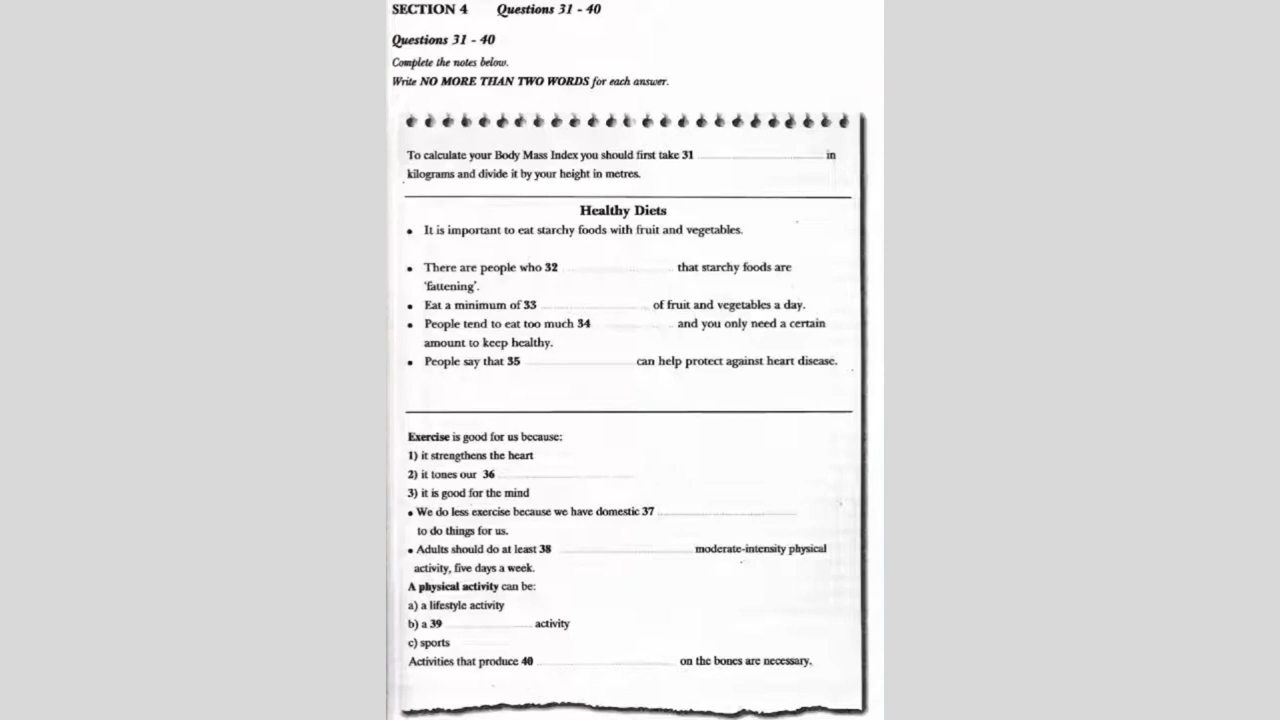 SECTION 4 Questions 31 - 40
Questions 31 - 40
Complete the notes below.
Write NO MORE THAN TWO WORDS for each answer.
To calculate your Body Mass Index you should first take 31 in
kilograms and divide it by your height in metres.
Healthy Diets
• It is important to eat starchy foods with fruit and vegetables.
• There are people who 32 that starchy foods are
'fattening'.
• Eat a minimum of 33 of fruit and vegetables a day.
• People tend to eat too much 34 and you only need a certain
amount to keep healthy.
• People say that 35 can help protect against heart disease.
Exercise is good for us because:
1) it strengthens the heart
2) it tones our 36
3) it is good for the mind
• We do less exercise because we have domestic 37
to do things for us.
• Adults should do at least 38 moderate-intensity physical
activity, five days a week.
A physical activity can be:
a) a lifestyle activity
b) a 39 activity
c) sports
Activities that produce 40 on the bones are necessary.